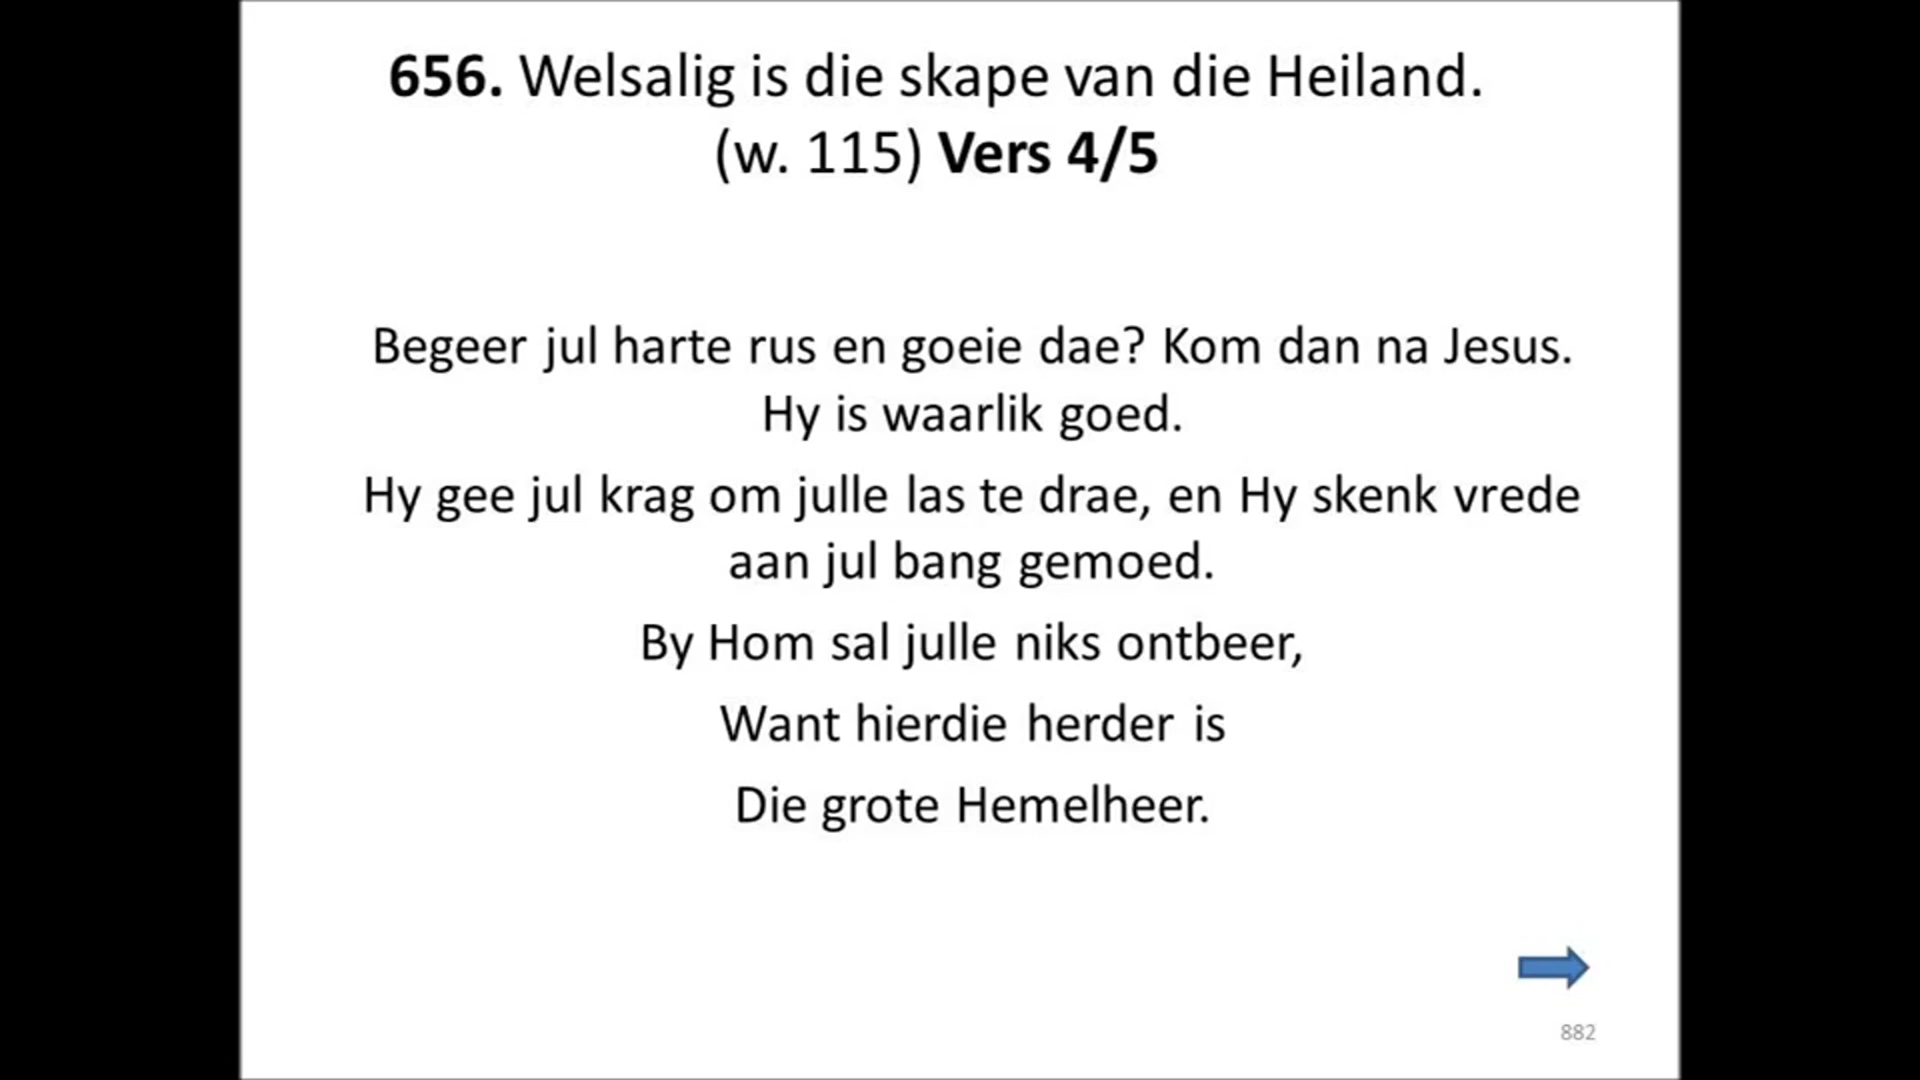 656. Welsalig is die skape van die Heiland.
(w. 115) Vers 4/5
Begeer jul harte rus en goeie dae? Kom dan na Jesus.
Hy is waarlik goed.
Hy gee jul krag om julle las te drae, en Hy skenk vrede
aan jul bang gemoed.
By Hom sal julle niks ontbeer,
Want hierdie herder is
Die grote Hemelheer.
882